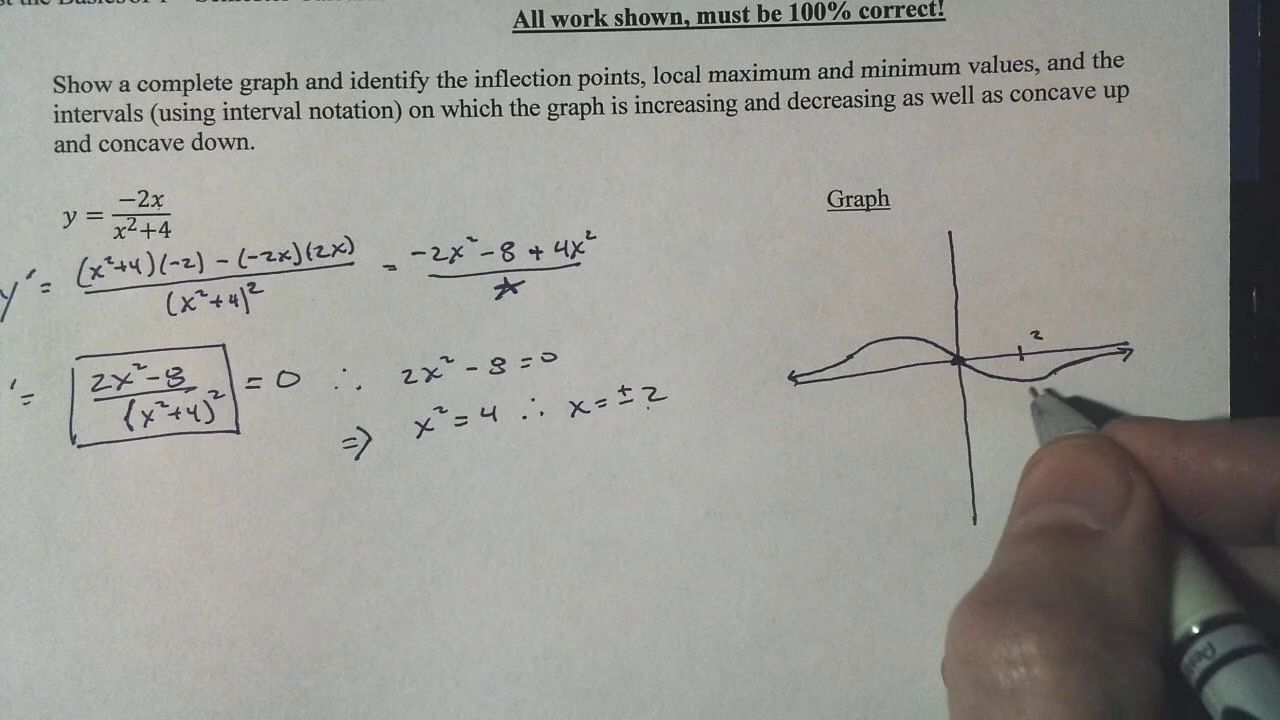 All work shown, must be 100% correct!
Show a complete graph and identify the inflection points, local maximum and minimum values, and the
intervals (using interval notation) on which the graph is increasing and decreasing as well as concave up
and concave down.
y = -2x / x²+4
Graph
y' = (x²+4)(-2) - (-2x)(2x) / (x²+4)² = -2x² - 8 + 4x² / *
' = 2x²-8 / (x²+4)² = 0 ∴ 2x² - 8 = 0
⇒ x² = 4 ∴ x = ± 2
2